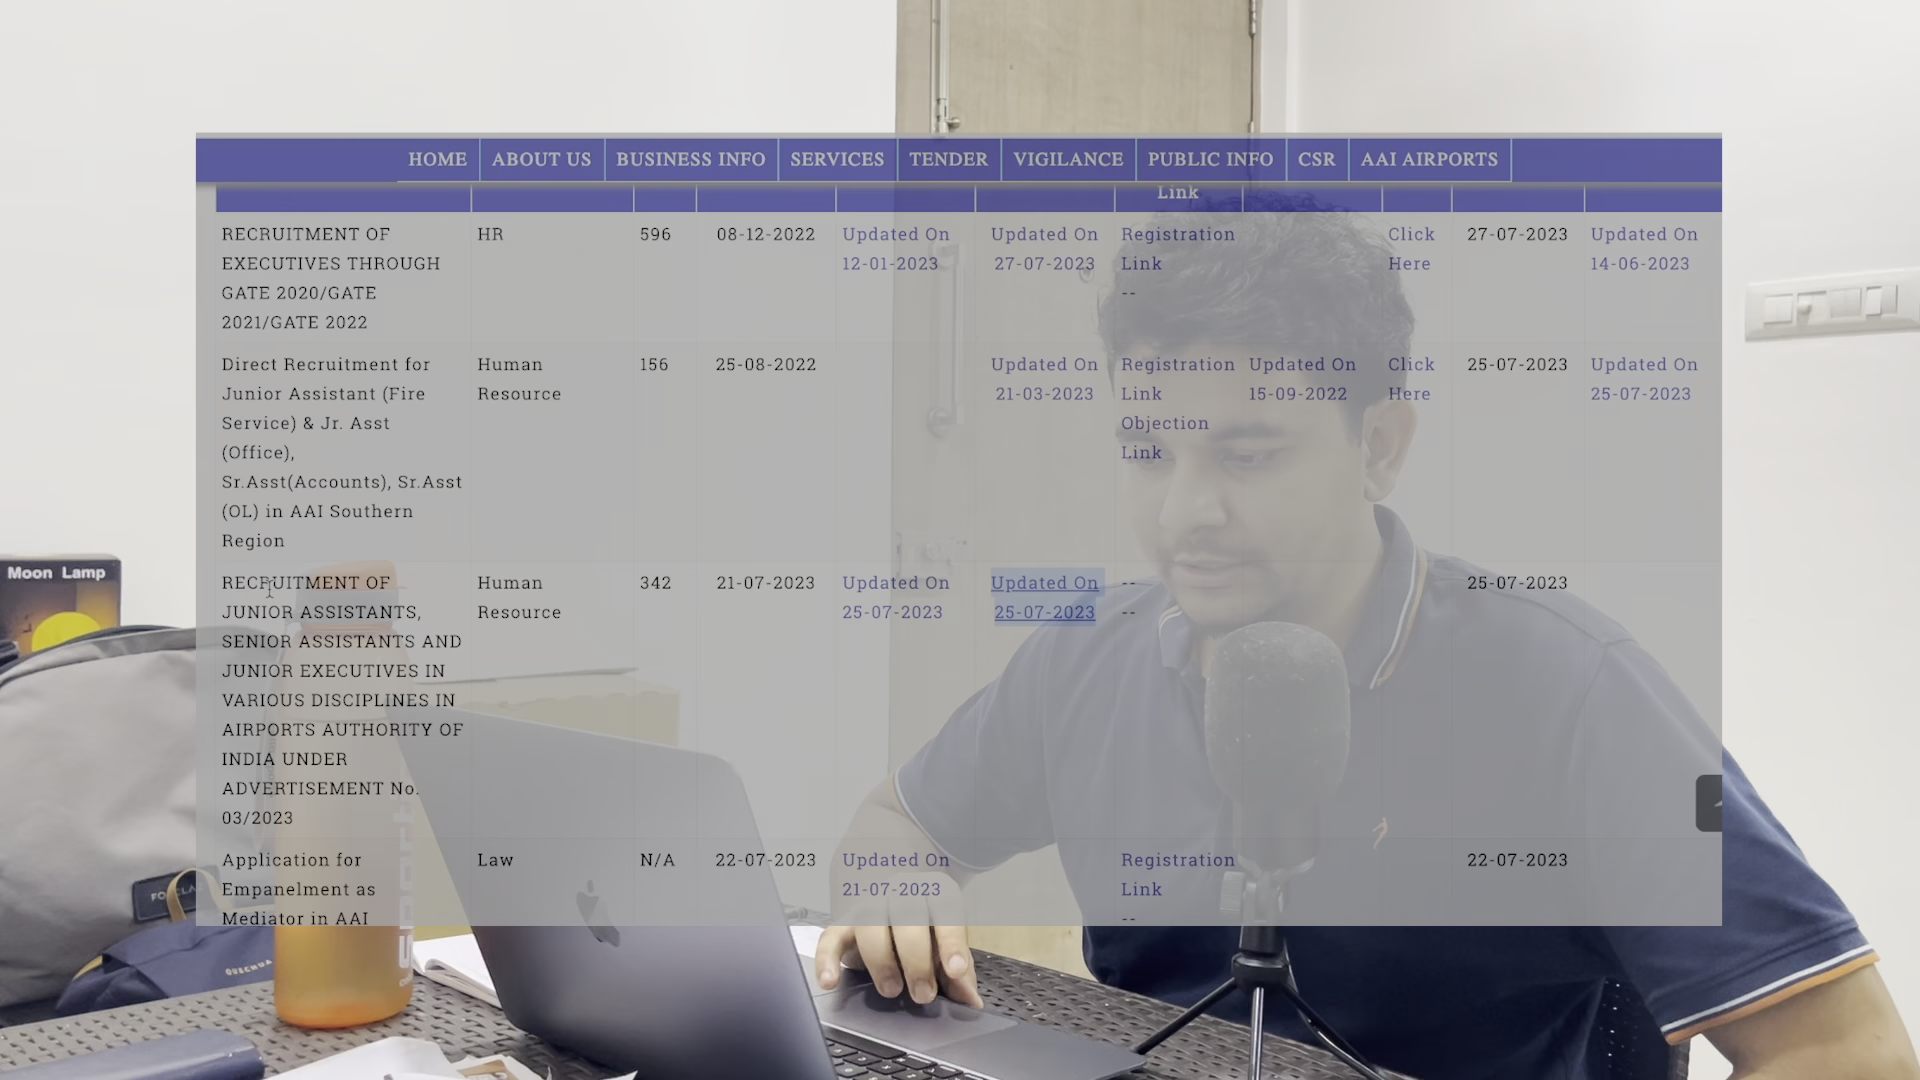 HOME ABOUT US BUSINESS INFO SERVICES TENDER VIGILANCE PUBLIC INFO CSR AAI AIRPORTS
Link
RECRUITMENT OF HR 596 08-12-2022 Updated On Updated On Registration Click 27-07-2023 Updated On
EXECUTIVES THROUGH 12-01-2023 27-07-2023 Link Here 14-06-2023
GATE 2020/GATE --
2021/GATE 2022
Direct Recruitment for Human 156 25-08-2022 Updated On Registration Updated On Click 25-07-2023 Updated On
Junior Assistant (Fire Resource 21-03-2023 Link 15-09-2022 Here 25-07-2023
Service) & Jr. Asst Objection
(Office), Link
Sr.Asst(Accounts), Sr.Asst
(OL) in AAI Southern
Region
RECRUITMENT OF Human 342 21-07-2023 Updated On Updated On -- 25-07-2023
JUNIOR ASSISTANTS, Resource 25-07-2023 25-07-2023 --
SENIOR ASSISTANTS AND
JUNIOR EXECUTIVES IN
VARIOUS DISCIPLINES IN
AIRPORTS AUTHORITY OF
INDIA UNDER
ADVERTISEMENT No.
03/2023
Application for Law N/A 22-07-2023 Updated On Registration 22-07-2023
Empanelment as 21-07-2023 Link
Mediator in AAI --
Moon Lamp
QUECHUA